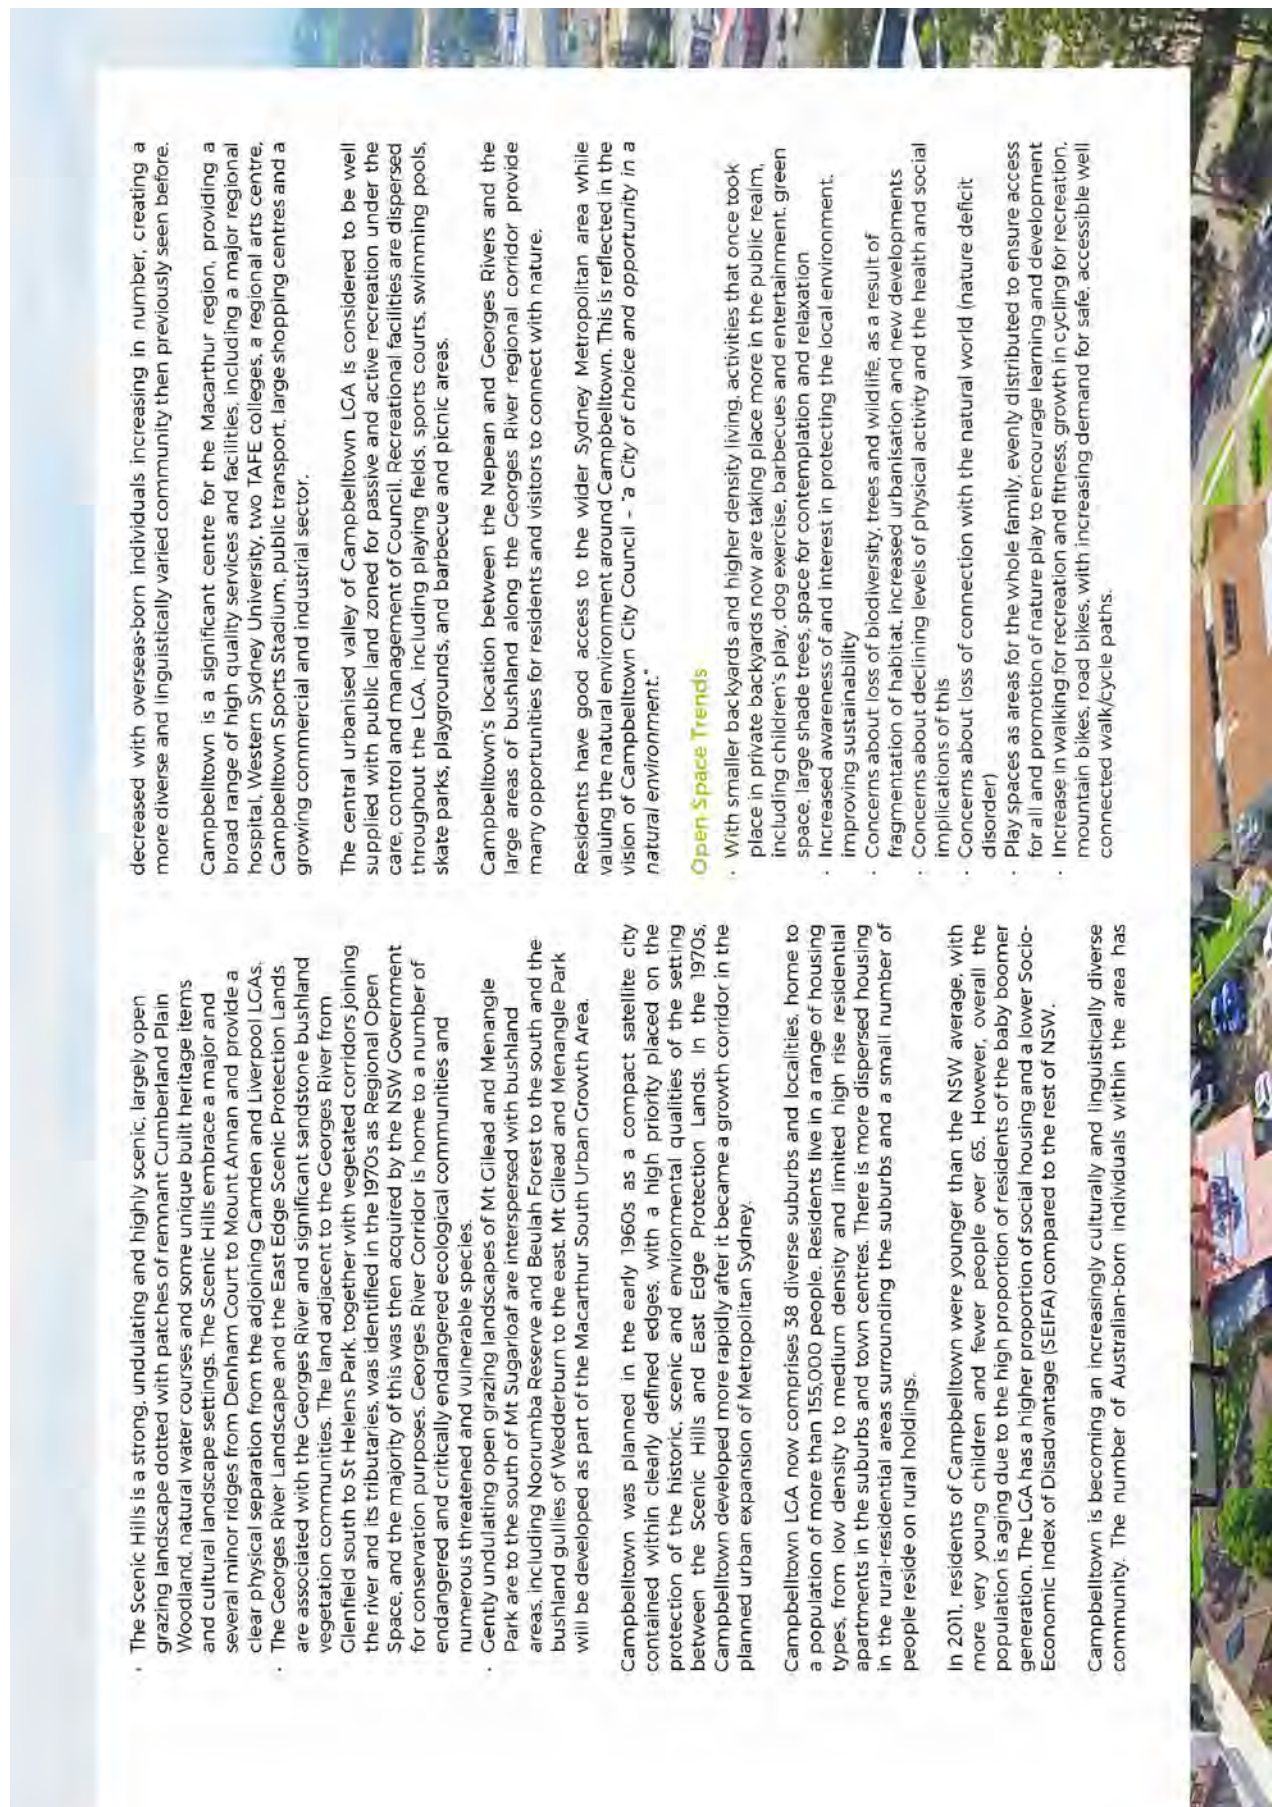 · The Scenic Hills is a strong, undulating and highly scenic, largely open
grazing landscape dotted with patches of remnant Cumberland Plain
Woodland, natural water courses and some unique built heritage items
and cultural landscape settings. The Scenic Hills embrace a major and
several minor ridges from Denham Court to Mount Annan and provide a
clear physical separation from the adjoining Camden and Liverpool LGAs.
· The Georges River Landscape and the East Edge Scenic Protection Lands
are associated with the Georges River and significant sandstone bushland
vegetation communities. The land adjacent to the Georges River from
Glenfield south to St Helens Park, together with vegetated corridors joining
the river and its tributaries, was identified in the 1970s as Regional Open
Space, and the majority of this was then acquired by the NSW Government
for conservation purposes. Georges River Corridor is home to a number of
endangered and critically endangered ecological communities and
numerous threatened and vulnerable species.
· Gently undulating open grazing landscapes of Mt Gilead and Menangle
Park are to the south of Mt Sugarloaf are interspersed with bushland
areas, including Noorumba Reserve and Beulah Forest to the south and the
bushland gullies of Wedderburn to the east. Mt Gilead and Menangle Park
will be developed as part of the Macarthur South Urban Growth Area.
Campbelltown was planned in the early 1960s as a compact satellite city
contained within clearly defined edges, with a high priority placed on the
protection of the historic, scenic and environmental qualities of the setting
between the Scenic Hills and East Edge Protection Lands. In the 1970s,
Campbelltown developed more rapidly after it became a growth corridor in the
planned urban expansion of Metropolitan Sydney.
Campbelltown LGA now comprises 38 diverse suburbs and localities, home to
a population of more than 155,000 people. Residents live in a range of housing
types, from low density to medium density and limited high rise residential
apartments in the suburbs and town centres. There is more dispersed housing
in the rural-residential areas surrounding the suburbs and a small number of
people reside on rural holdings.
In 2011, residents of Campbelltown were younger than the NSW average, with
more very young children and fewer people over 65. However, overall the
population is aging due to the high proportion of residents of the baby boomer
generation. The LGA has a higher proportion of social housing and a lower Socio-
Economic Index of Disadvantage (SEIFA) compared to the rest of NSW.
Campbelltown is becoming an increasingly culturally and linguistically diverse
community. The number of Australian-born individuals within the area has
decreased with overseas-born individuals increasing in number, creating a
more diverse and linguistically varied community then previously seen before.
Campbelltown is a significant centre for the Macarthur region, providing a
broad range of high quality services and facilities, including a major regional
hospital, Western Sydney University, two TAFE colleges, a regional arts centre,
Campbelltown Sports Stadium, public transport, large shopping centres and a
growing commercial and industrial sector.
The central urbanised valley of Campbelltown LGA is considered to be well
supplied with public land zoned for passive and active recreation under the
care, control and management of Council. Recreational facilities are dispersed
throughout the LGA, including playing fields, sports courts, swimming pools,
skate parks, playgrounds, and barbecue and picnic areas.
Campbelltown's location between the Nepean and Georges Rivers and the
large areas of bushland along the Georges River regional corridor provide
many opportunities for residents and visitors to connect with nature.
Residents have good access to the wider Sydney Metropolitan area while
valuing the natural environment around Campbelltown. This is reflected in the
vision of Campbelltown City Council – "a City of choice and opportunity in a
natural environment."
Open Space Trends
· With smaller backyards and higher density living, activities that once took
place in private backyards now are taking place more in the public realm,
including children's play, dog exercise, barbecues and entertainment, green
space, large shade trees, space for contemplation and relaxation
· Increased awareness of and interest in protecting the local environment,
improving sustainability
· Concerns about loss of biodiversity, trees and wildlife, as a result of
fragmentation of habitat, increased urbanisation and new developments
· Concerns about declining levels of physical activity and the health and social
implications of this
· Concerns about loss of connection with the natural world (nature deficit
disorder)
· Play spaces as areas for the whole family, evenly distributed to ensure access
for all and promotion of nature play to encourage learning and development
· Increase in walking for recreation and fitness, growth in cycling for recreation,
mountain bikes, road bikes, with increasing demand for safe, accessible well
connected walk/cycle paths.